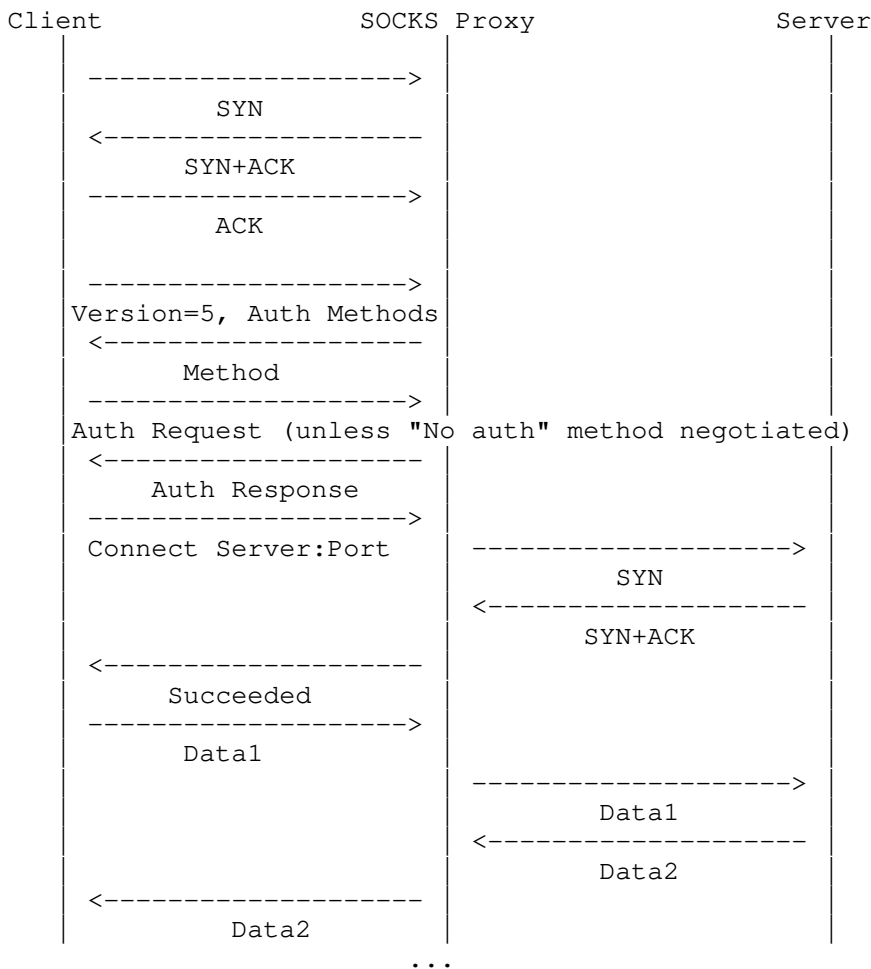 Client SOCKS Proxy Server
SYN
SYN+ACK
ACK
Version=5, Auth Methods
Method
Auth Request (unless "No auth" method negotiated)
Auth Response
Connect Server:Port
SYN
SYN+ACK
Succeeded
Data1
Data1
Data2
Data2
...